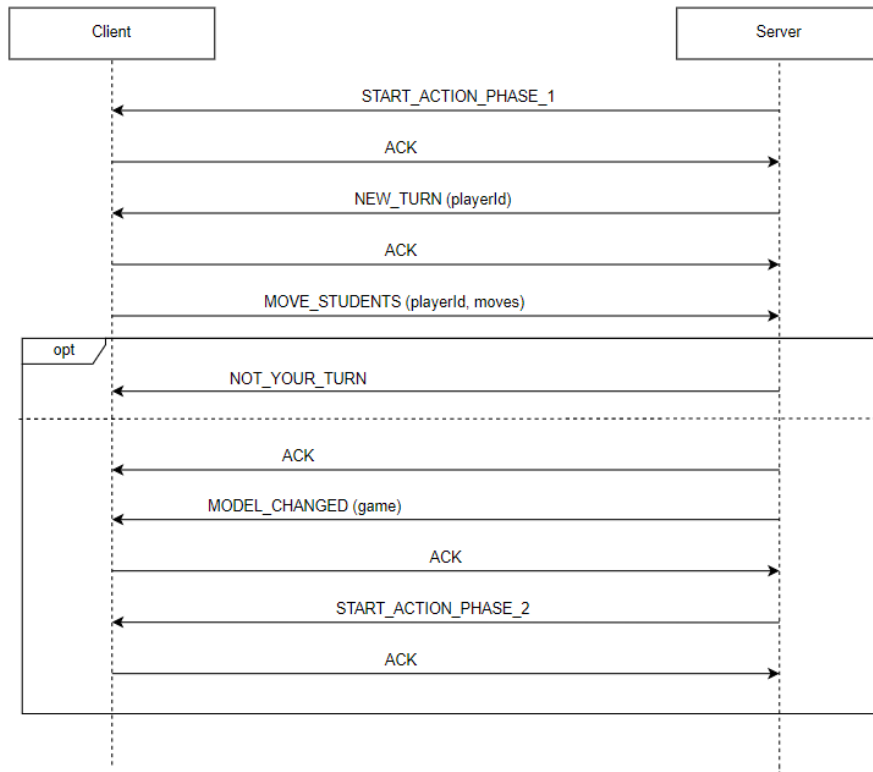 Client
Server
START_ACTION_PHASE_1
ACK
NEW_TURN (playerId)
ACK
MOVE_STUDENTS (playerId, moves)
opt
NOT_YOUR_TURN
ACK
MODEL_CHANGED (game)
ACK
START_ACTION_PHASE_2
ACK